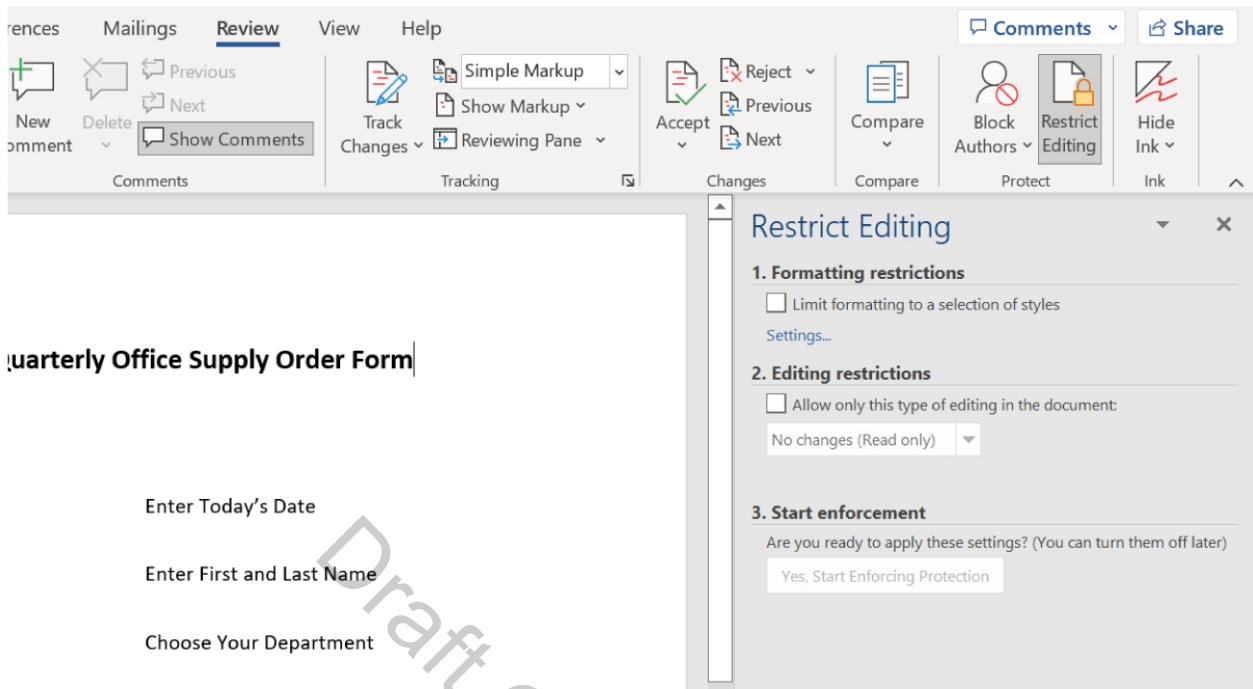 rences Mailings Review View Help Comments Share
New
omment
Delete
Previous
Next
Show Comments
Comments
Track
Changes
Simple Markup
Show Markup
Reviewing Pane
Tracking
Accept
Reject
Previous
Next
Changes
Compare
Compare
Block
Authors
Restrict
Editing
Protect
Hide
Ink
Ink
uarterly Office Supply Order Form
Enter Today's Date
Enter First and Last Name
Choose Your Department
Draft
Restrict Editing
1. Formatting restrictions
Limit formatting to a selection of styles
Settings...
2. Editing restrictions
Allow only this type of editing in the document:
No changes (Read only)
3. Start enforcement
Are you ready to apply these settings? (You can turn them off later)
Yes, Start Enforcing Protection